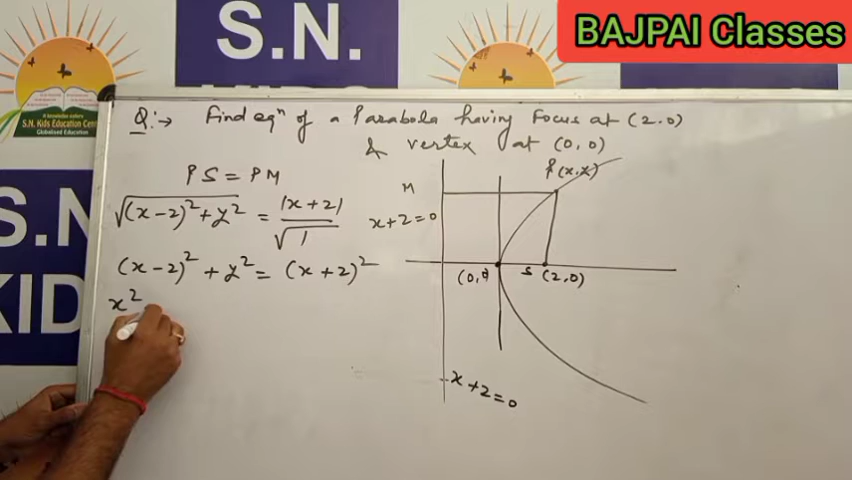 BAJPAI Classes
S.N.
S.N. Kids Education Cent
Globalised Education
S.N
KID
Q:→ Find eqⁿ of a Parabola having Focus at (2.0)
& vertex at (0,0)
PS = PM
√(x-2)² + y² = |x+2| / √1
(x-2)² + y² = (x+2)²
x²
M
x+2=0
(0,0)
S (2,0)
-x+2=0